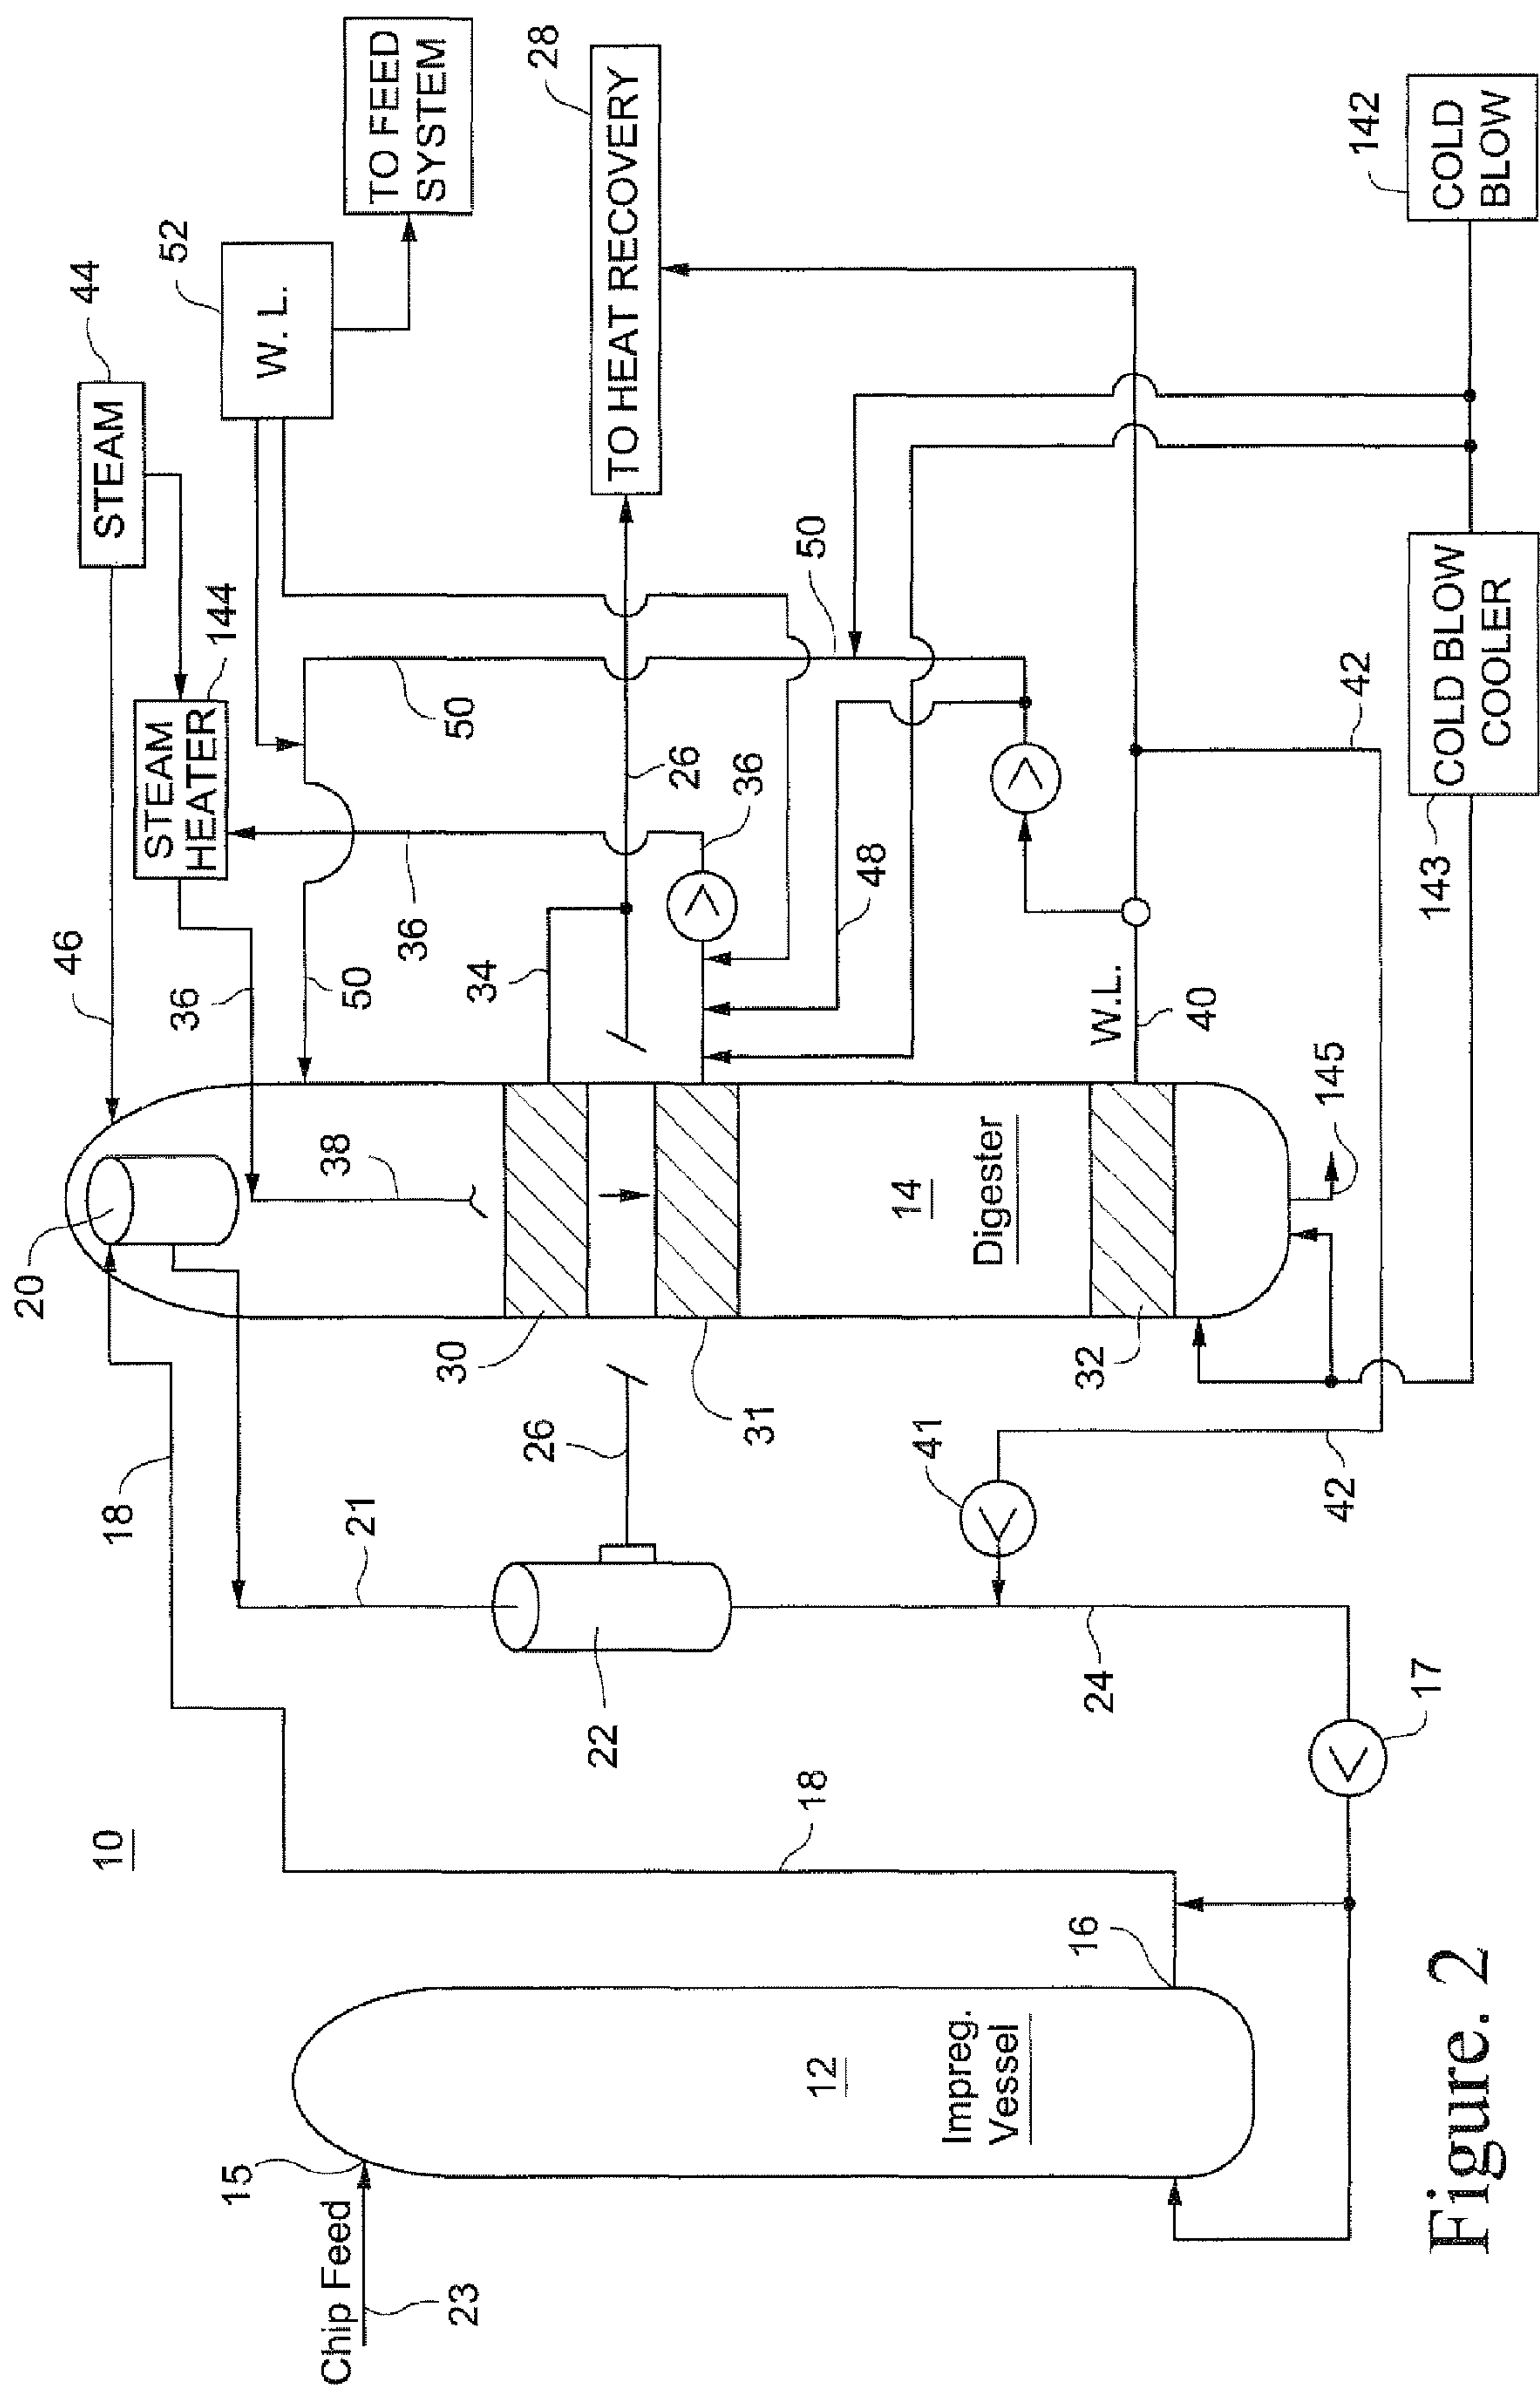 10
Chip Feed
23
15
12
Impreg.
Vessel
16
18
18
17
24
22
21
26
41
42
20
30
31
32
38
14
Digester
46
36
50
34
36
26
36
48
W.L.
40
145
STEAM
44
STEAM
HEATER
144
50
50
W. L.
52
TO FEED
SYSTEM
TO HEAT RECOVERY
28
42
COLD BLOW
COOLER
143
COLD
BLOW
142
Figure. 2